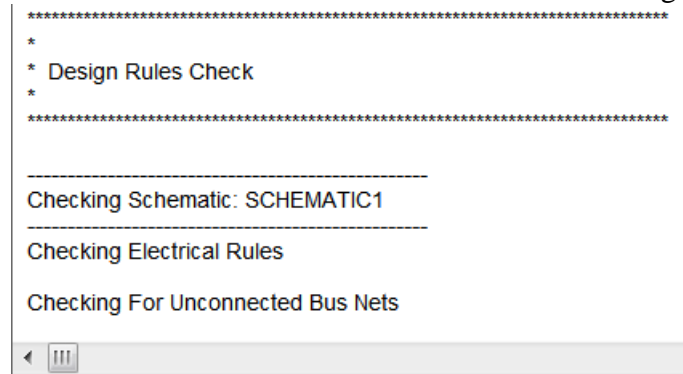 ********************************************************************************
*
* Design Rules Check
*
********************************************************************************
--------------------------------------------------
Checking Schematic: SCHEMATIC1
--------------------------------------------------
Checking Electrical Rules
Checking For Unconnected Bus Nets